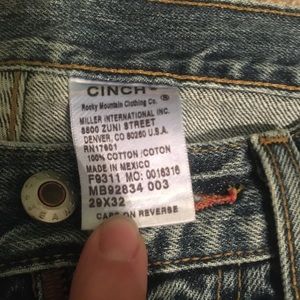 CINCH®
Rocky Mountain Clothing Co.®
MILLER INTERNATIONAL INC.
8500 ZUNI STREET
DENVER, CO 80260 U.S.A.
RN17601
100% COTTON /COTON
MADE IN MEXICO
F9311 MO: 0016316
MB92834 003
29X32
CARE ON REVERSE